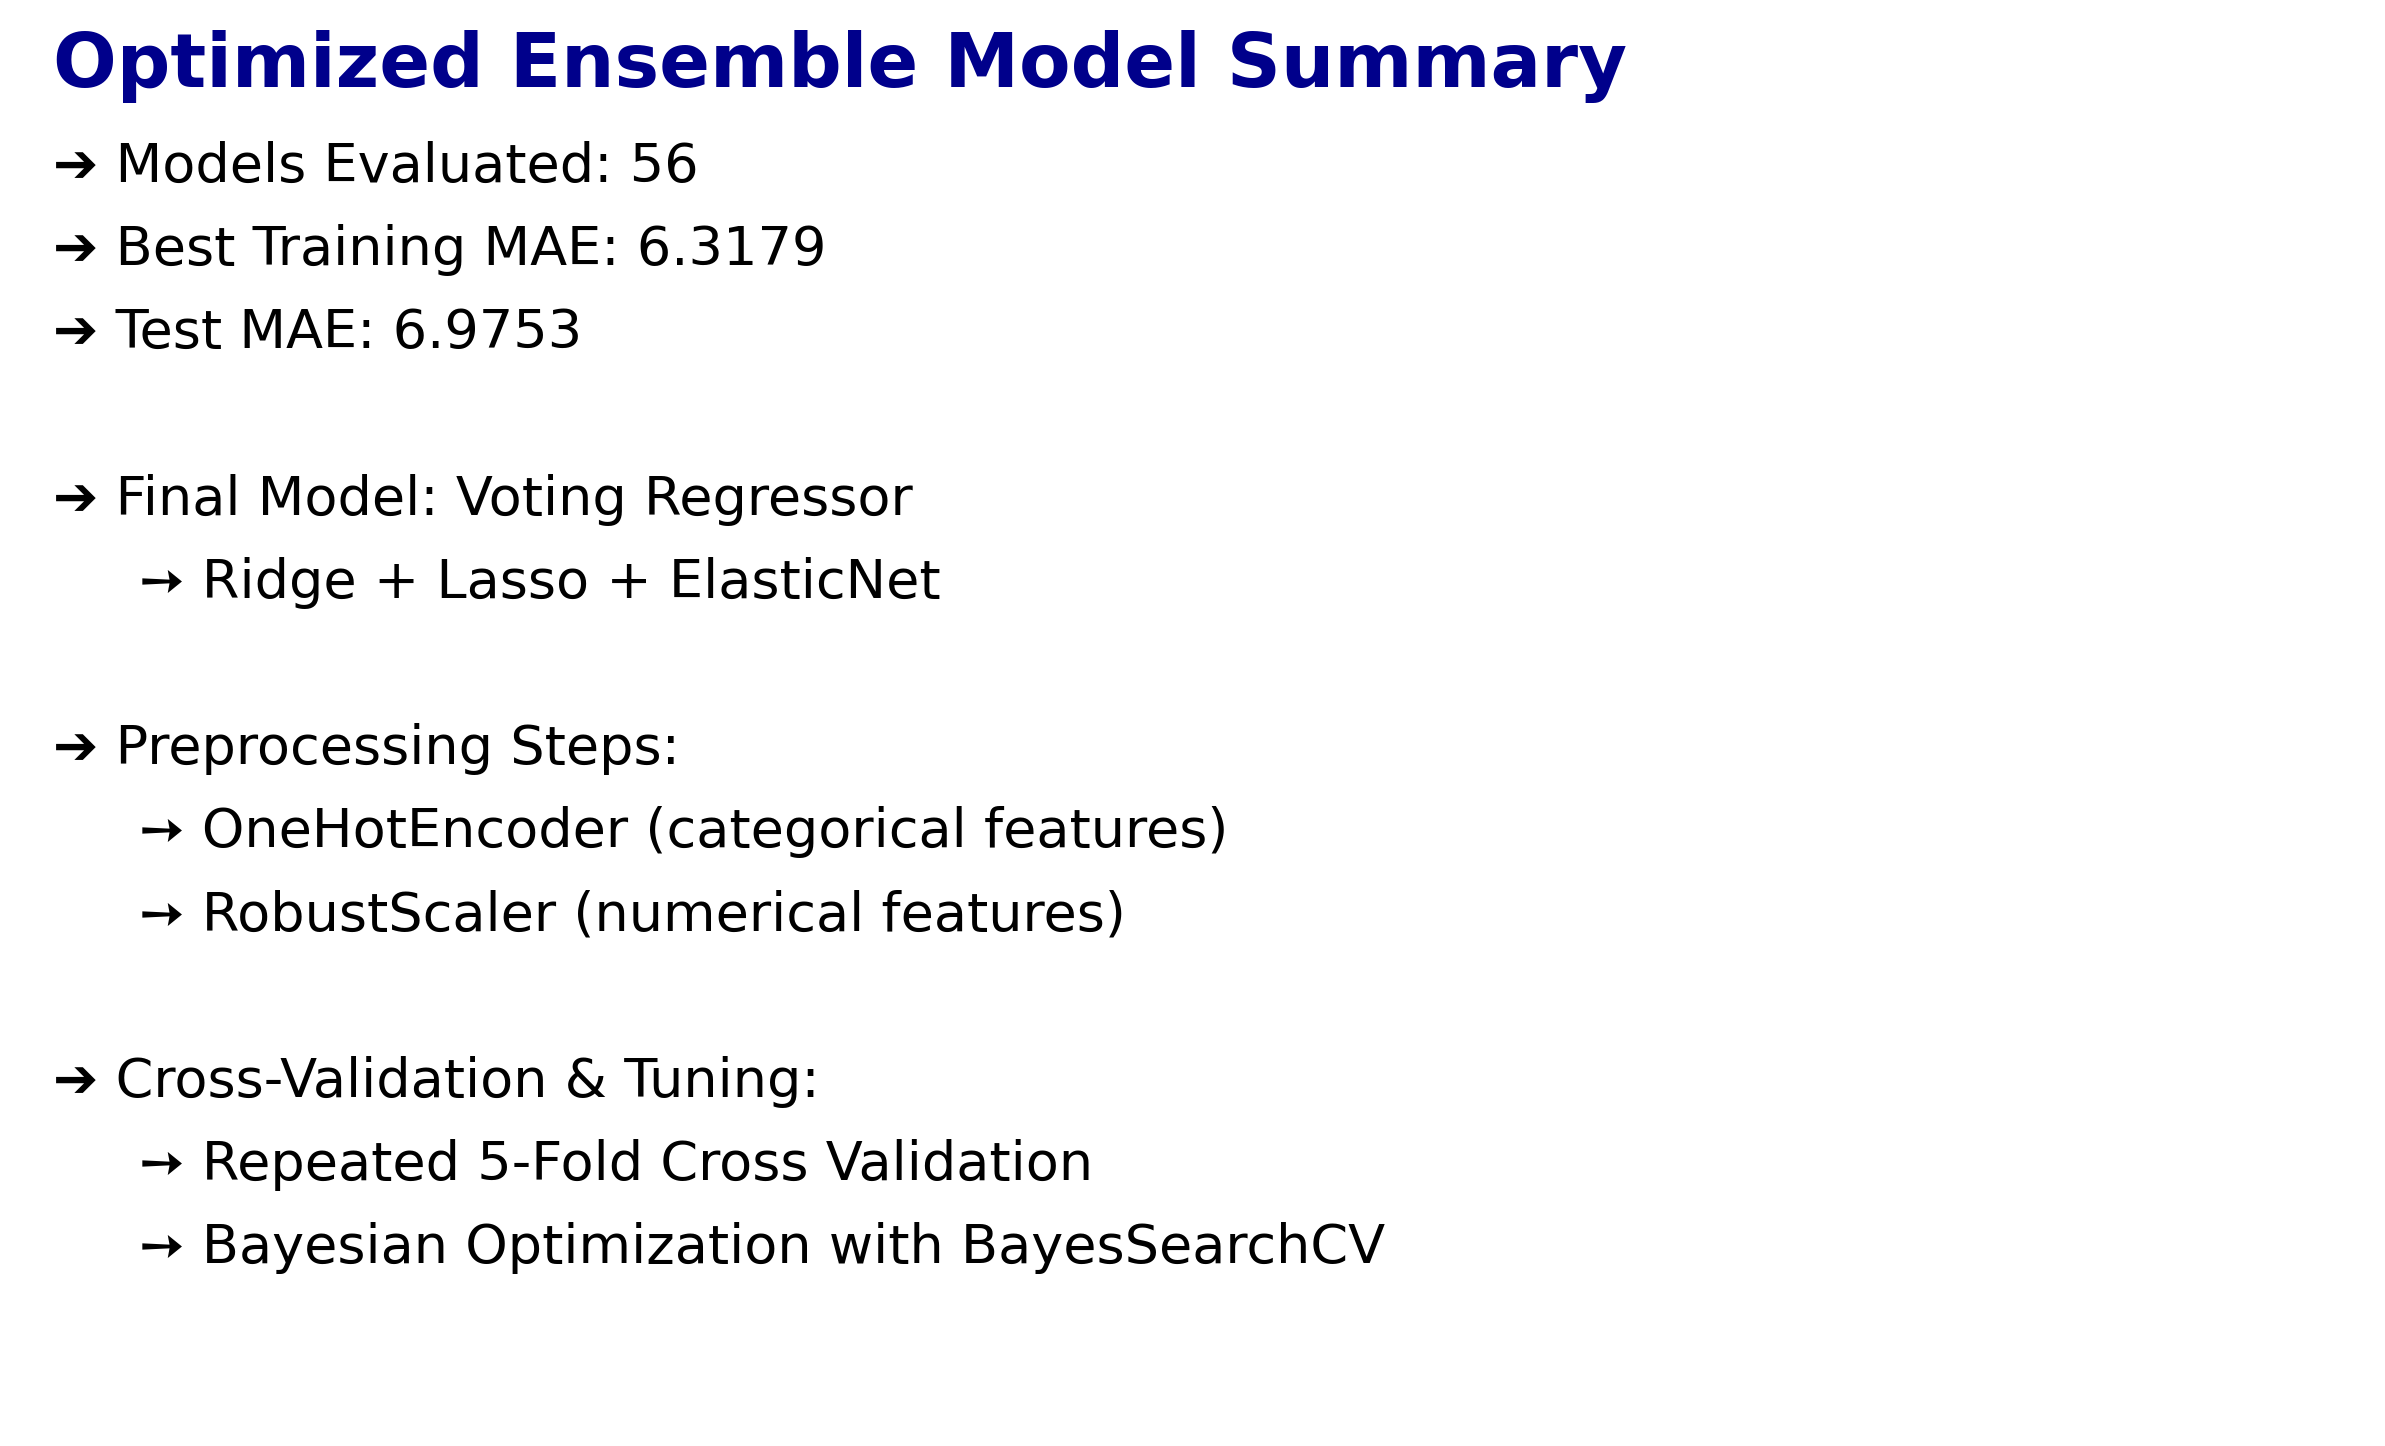 Optimized Ensemble Model Summary
➔ Models Evaluated: 56
➔ Best Training MAE: 6.3179
➔ Test MAE: 6.9753
➔ Final Model: Voting Regressor
➙ Ridge + Lasso + ElasticNet
➔ Preprocessing Steps:
➙ OneHotEncoder (categorical features)
➙ RobustScaler (numerical features)
➔ Cross-Validation & Tuning:
➙ Repeated 5-Fold Cross Validation
➙ Bayesian Optimization with BayesSearchCV